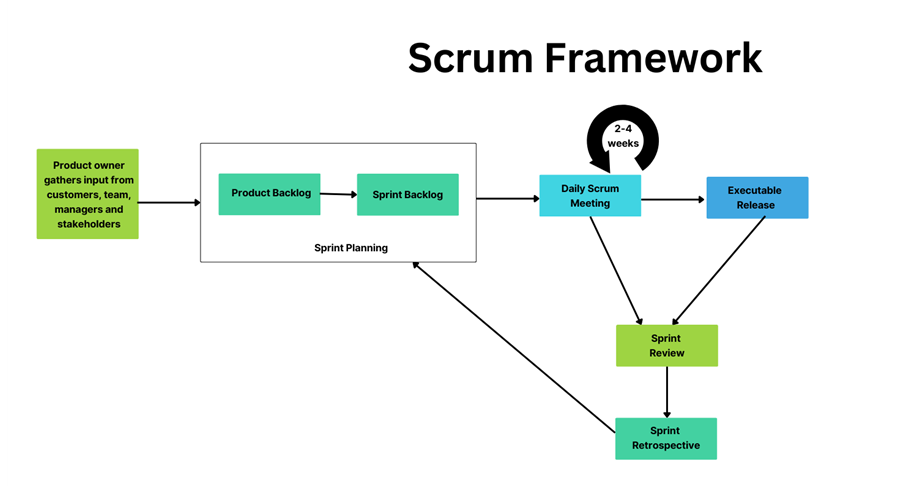 Scrum Framework
2-4
weeks
Product owner
gathers input from
customers, team,
managers and
stakeholders
Product Backlog
Sprint Backlog
Sprint Planning
Daily Scrum
Meeting
Executable
Release
Sprint
Review
Sprint
Retrospective